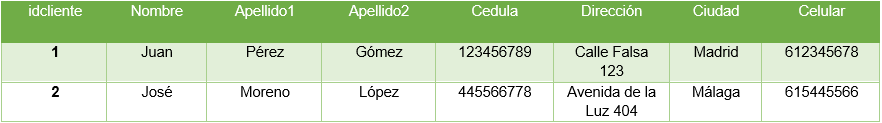 idcliente Nombre Apellido1 Apellido2 Cedula Dirección Ciudad Celular
1 Juan Pérez Gómez 123456789 Calle Falsa Madrid 612345678
123
2 José Moreno López 445566778 Avenida de la Málaga 615445566
Luz 404